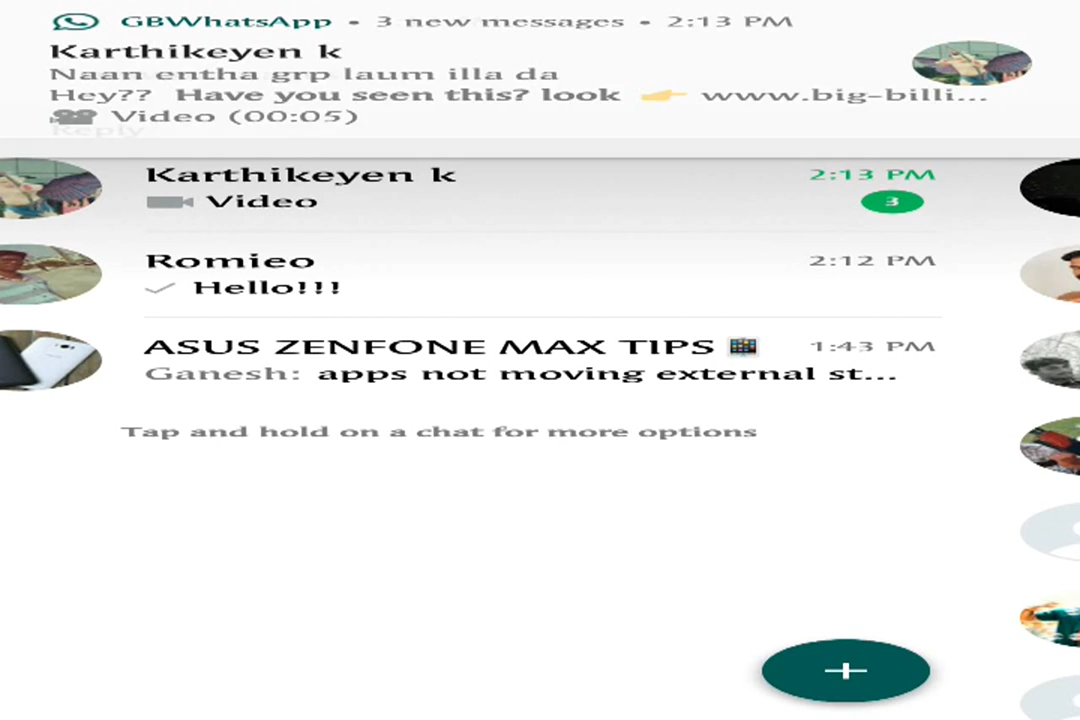 GBWhatsApp • 3 new messages • 2:13 PM
Karthikeyen k
Naan entha grp laum illa da
Hey?? Have you seen this? look 👉 www.big-billi...
🎥 Video (00:05)
Reply
Karthikeyen k 2:13 PM
Video 3
Romieo 2:12 PM
Hello!!!
ASUS ZENFONE MAX TIPS 📱 1:43 PM
Ganesh: apps not moving external st...
Tap and hold on a chat for more options